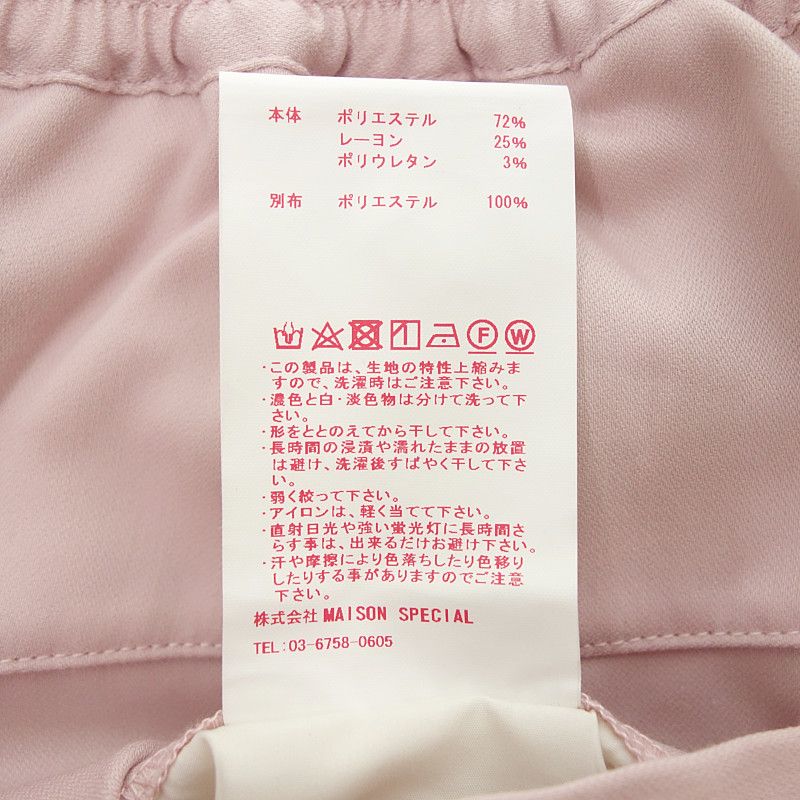 本体 ポリエステル 72%
レーヨン 25%
ポリウレタン 3%
別布 ポリエステル 100%
F W
・この製品は、生地の特性上縮みま
すので、洗濯時はご注意下さい。
・濃色と白・淡色物は分けて洗って下
さい。
・形をととのえてから干して下さい。
・長時間の浸漬や濡れたままの放置
は避け、洗濯後すばやく干して下さ
い。
・弱く絞って下さい。
・アイロンは、軽く当てて下さい。
・直射日光や強い蛍光灯に長時間さ
らす事は、出来るだけお避け下さい。
・汗や摩擦により色落ちしたり色移り
したりする事がありますのでご注意
下さい。
株式会社 MAISON SPECIAL
TEL:03-6758-0605